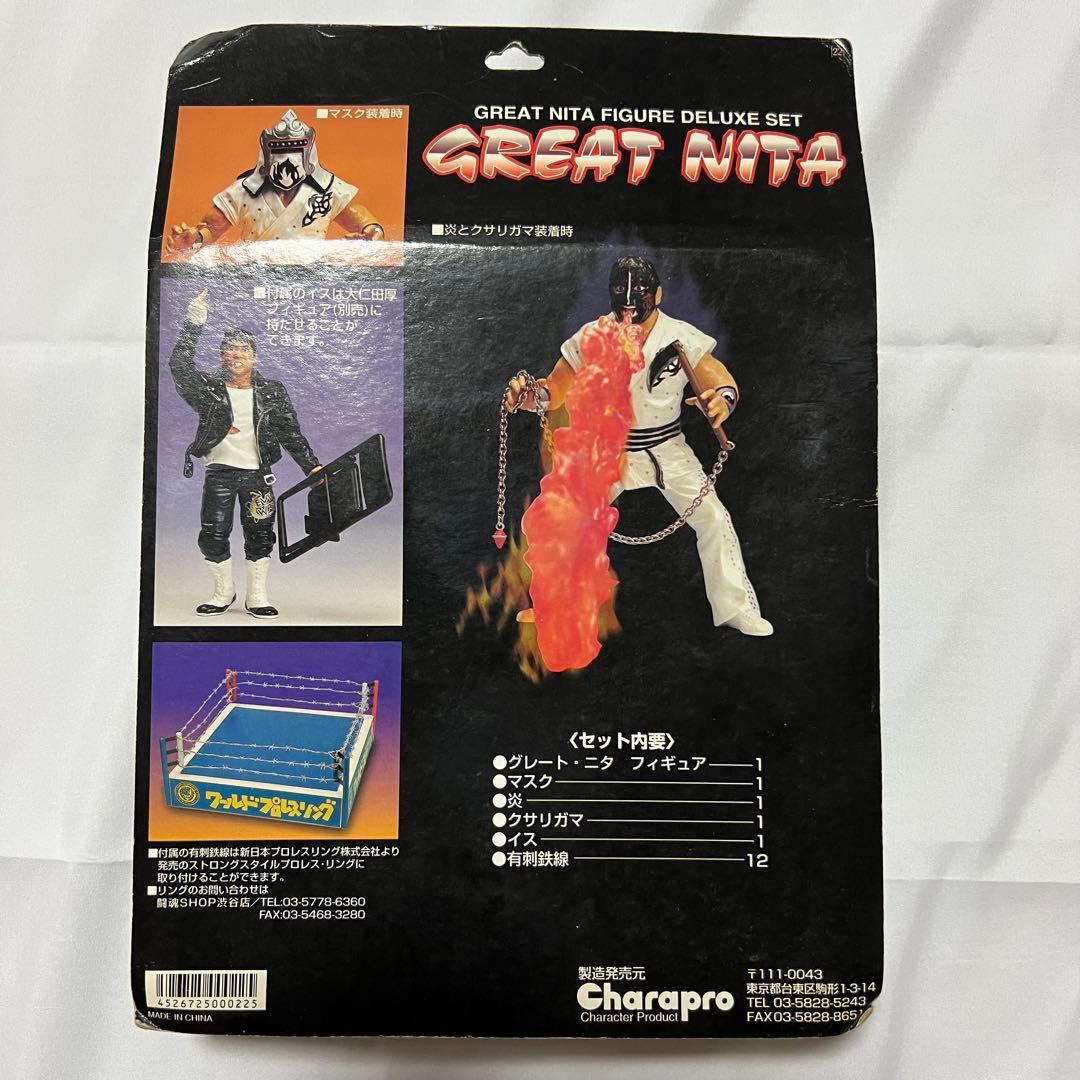 22
GREAT NITA FIGURE DELUXE SET
GREAT NITA
■マスク装着時
■炎とクサリガマ装着時
■付属のイスは大仁田厚
フィギュア(別売)に
持たせることが
できます。
ワールドプロレスリング
■付属の有刺鉄線は新日本プロレスリング株式会社より
発売のストロングスタイルプロレス・リングに
取り付けることができます。
■リングのお問い合わせは
闘魂SHOP渋谷店/TEL:03-5778-6360
FAX:03-5468-3280
〈セット内容〉
●グレート・ニタ フィギュアー 1
●マスク 1
●炎 1
●クサリガマ 1
●イス 1
●有刺鉄線 12
4526725000225
MADE IN CHINA
製造発売元
Charapro
Character Product
〒111-0043
東京都台東区駒形1-3-14
TEL 03-5828-5243
FAX03-5828-8651